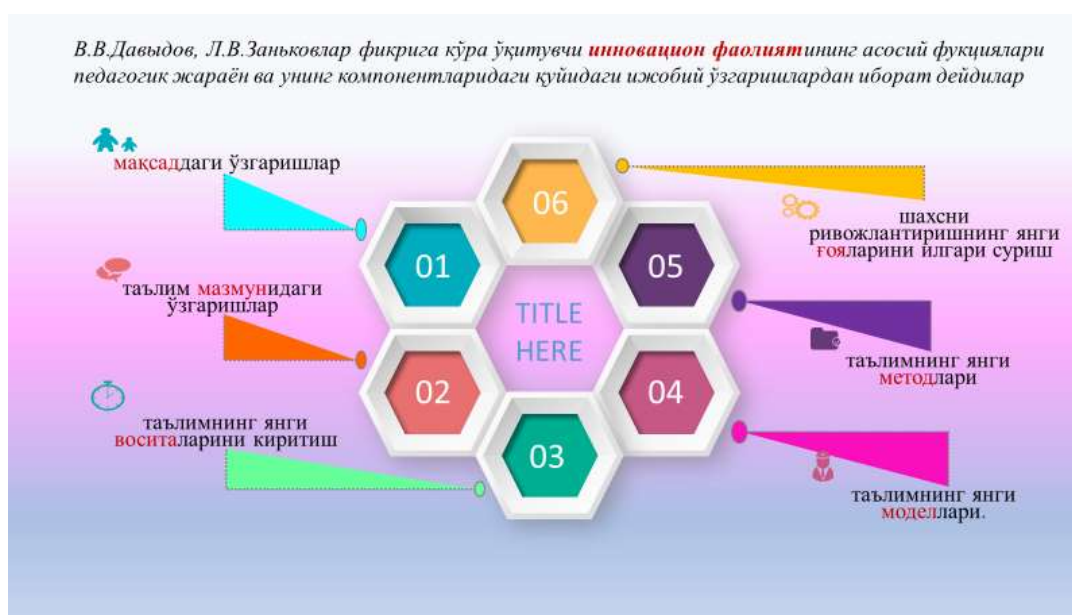 В.В.Давыдов, Л.В.Заньковлар фикрига кўра ўқитувчи инновацион фаолиятининг асосий фукциялари
педагогик жараён ва унинг компонентларидаги қуйидаги ижобий ўзгаришлардан иборат дейдилар
мақсаддаги ўзгаришлар
таълим мазмунидаги
ўзгаришлар
таълимнинг янги
воситаларини киритиш
01
02
03
04
05
06
TITLE
HERE
шахсни
ривожлантиришнинг янги
ғояларини илгари суриш
таълимнинг янги
методлари
таълимнинг янги
моделлари.